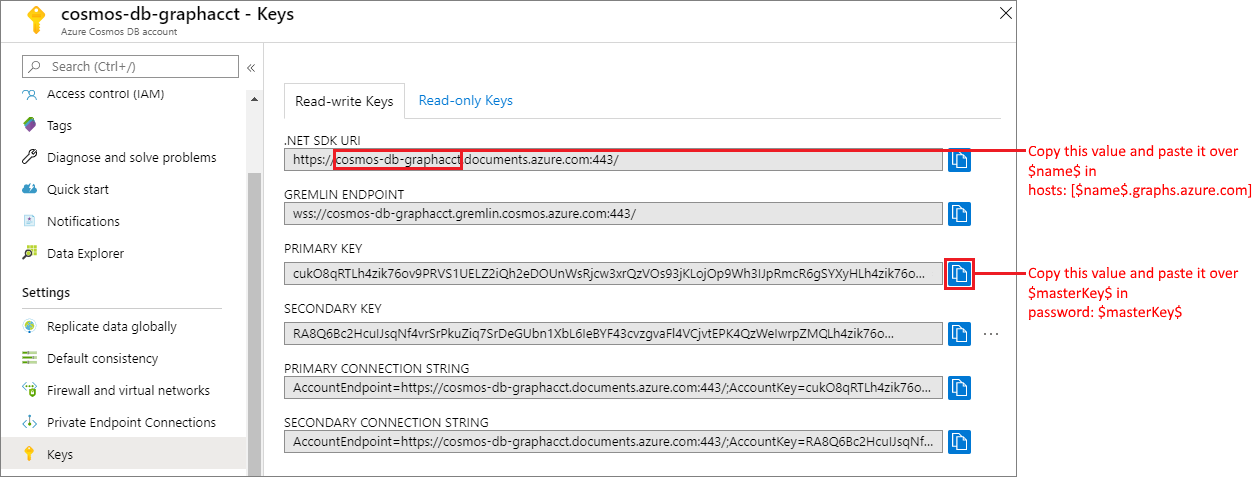 cosmos-db-graphacct - Keys
Azure Cosmos DB account
Search (Ctrl+/)
Access control (IAM)
Tags
Diagnose and solve problems
Quick start
Notifications
Data Explorer
Settings
Replicate data globally
Default consistency
Firewall and virtual networks
Private Endpoint Connections
Keys
Read-write Keys
Read-only Keys
.NET SDK URI
https://cosmos-db-graphacct.documents.azure.com:443/
GREMLIN ENDPOINT
wss://cosmos-db-graphacct.gremlin.cosmos.azure.com:443/
PRIMARY KEY
cukO8qRTLh4zik76ov9PRVS1UELZ2iQh2eDOUnWsRjcw3xrQzVOs93jKLojOp9Wh3IJpRmcR6gSYXyHLh4zik76o...
SECONDARY KEY
RA8Q6Bc2HcuIJsqNf4vrSrPkuZiq7SrDeGUbn1XbL6IeBYF43cvzgvaFl4VCjvtEPK4QzWeIwrpZMQLh4zik76o...
PRIMARY CONNECTION STRING
AccountEndpoint=https://cosmos-db-graphacct.documents.azure.com:443/;AccountKey=cukO8qRTLh4zik76o...
SECONDARY CONNECTION STRING
AccountEndpoint=https://cosmos-db-graphacct.documents.azure.com:443/;AccountKey=RA8Q6Bc2HcuIJsqNf...
Copy this value and paste it over
$name$ in
hosts: [$name$.graphs.azure.com]
Copy this value and paste it over
$masterKey$ in
password: $masterKey$